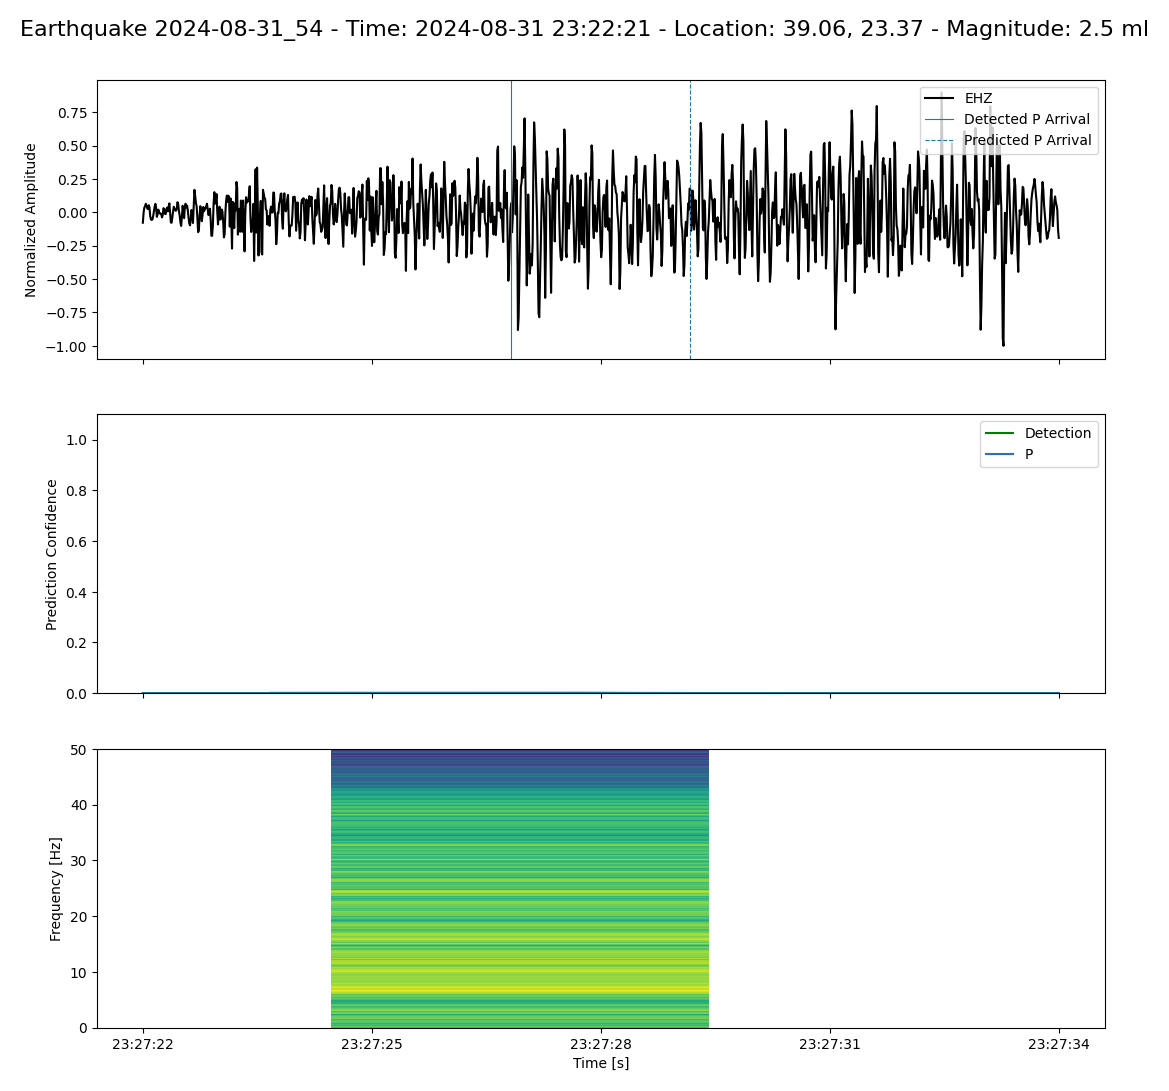 Earthquake 2024-08-31_54 - Time: 2024-08-31 23:22:21 - Location: 39.06, 23.37 - Magnitude: 2.5 ml
EHZ
Detected P Arrival
Predicted P Arrival
Normalized Amplitude
0.75
0.50
0.25
0.00
−0.25
−0.50
−0.75
−1.00
Detection
P
Prediction Confidence
1.0
0.8
0.6
0.4
0.2
0.0
Frequency [Hz]
50
40
30
20
10
0
23:27:22 23:27:25 23:27:28 23:27:31 23:27:34
Time [s]